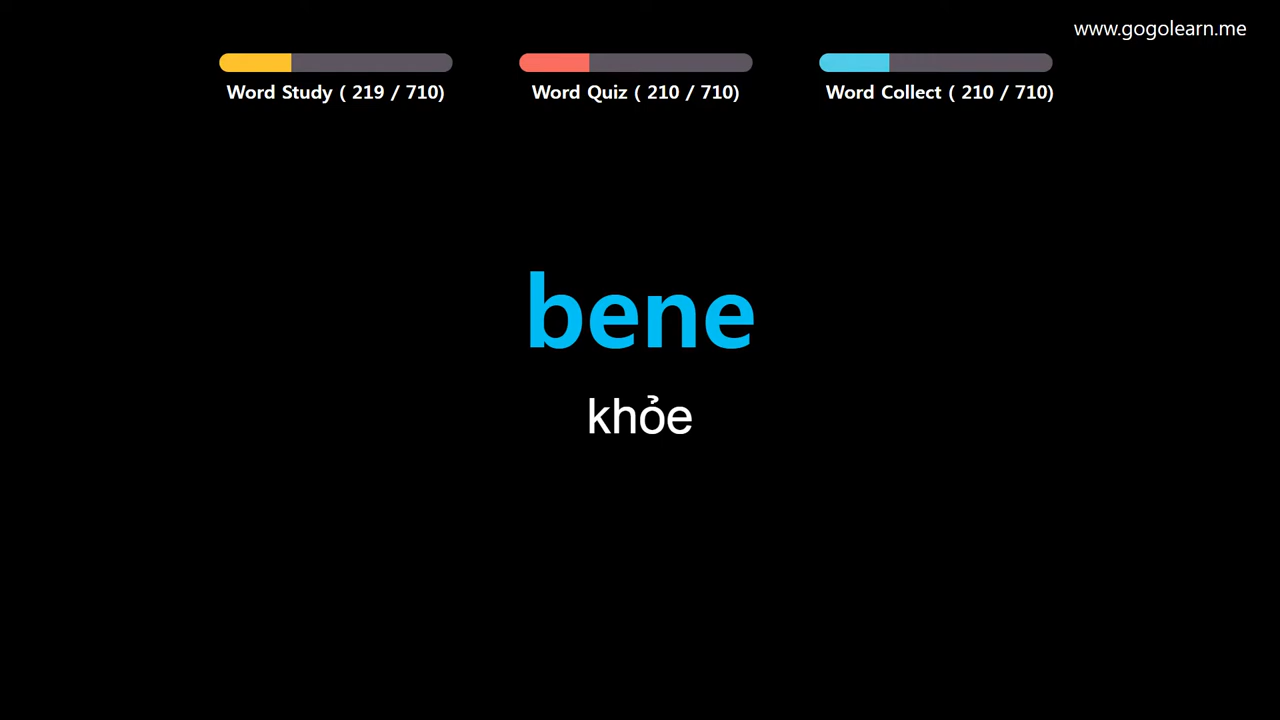 www.gogolearn.me
Word Study ( 219 / 710)
Word Quiz ( 210 / 710)
Word Collect ( 210 / 710)
bene
khỏe